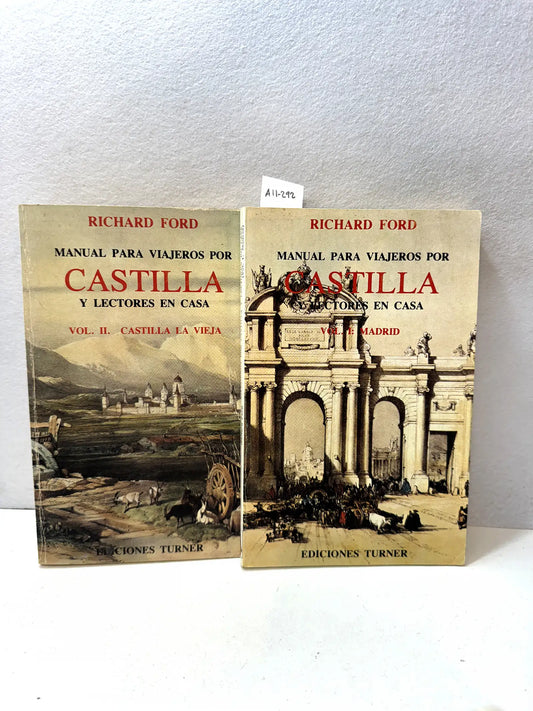 A11-292
RICHARD FORD
MANUAL PARA VIAJEROS POR
CASTILLA
Y LECTORES EN CASA
VOL. II. CASTILLA LA VIEJA
EDICIONES TURNER
RICHARD FORD
MANUAL PARA VIAJEROS POR
CASTILLA
Y LECTORES EN CASA
VOL. I: MADRID
EDICIONES TURNER